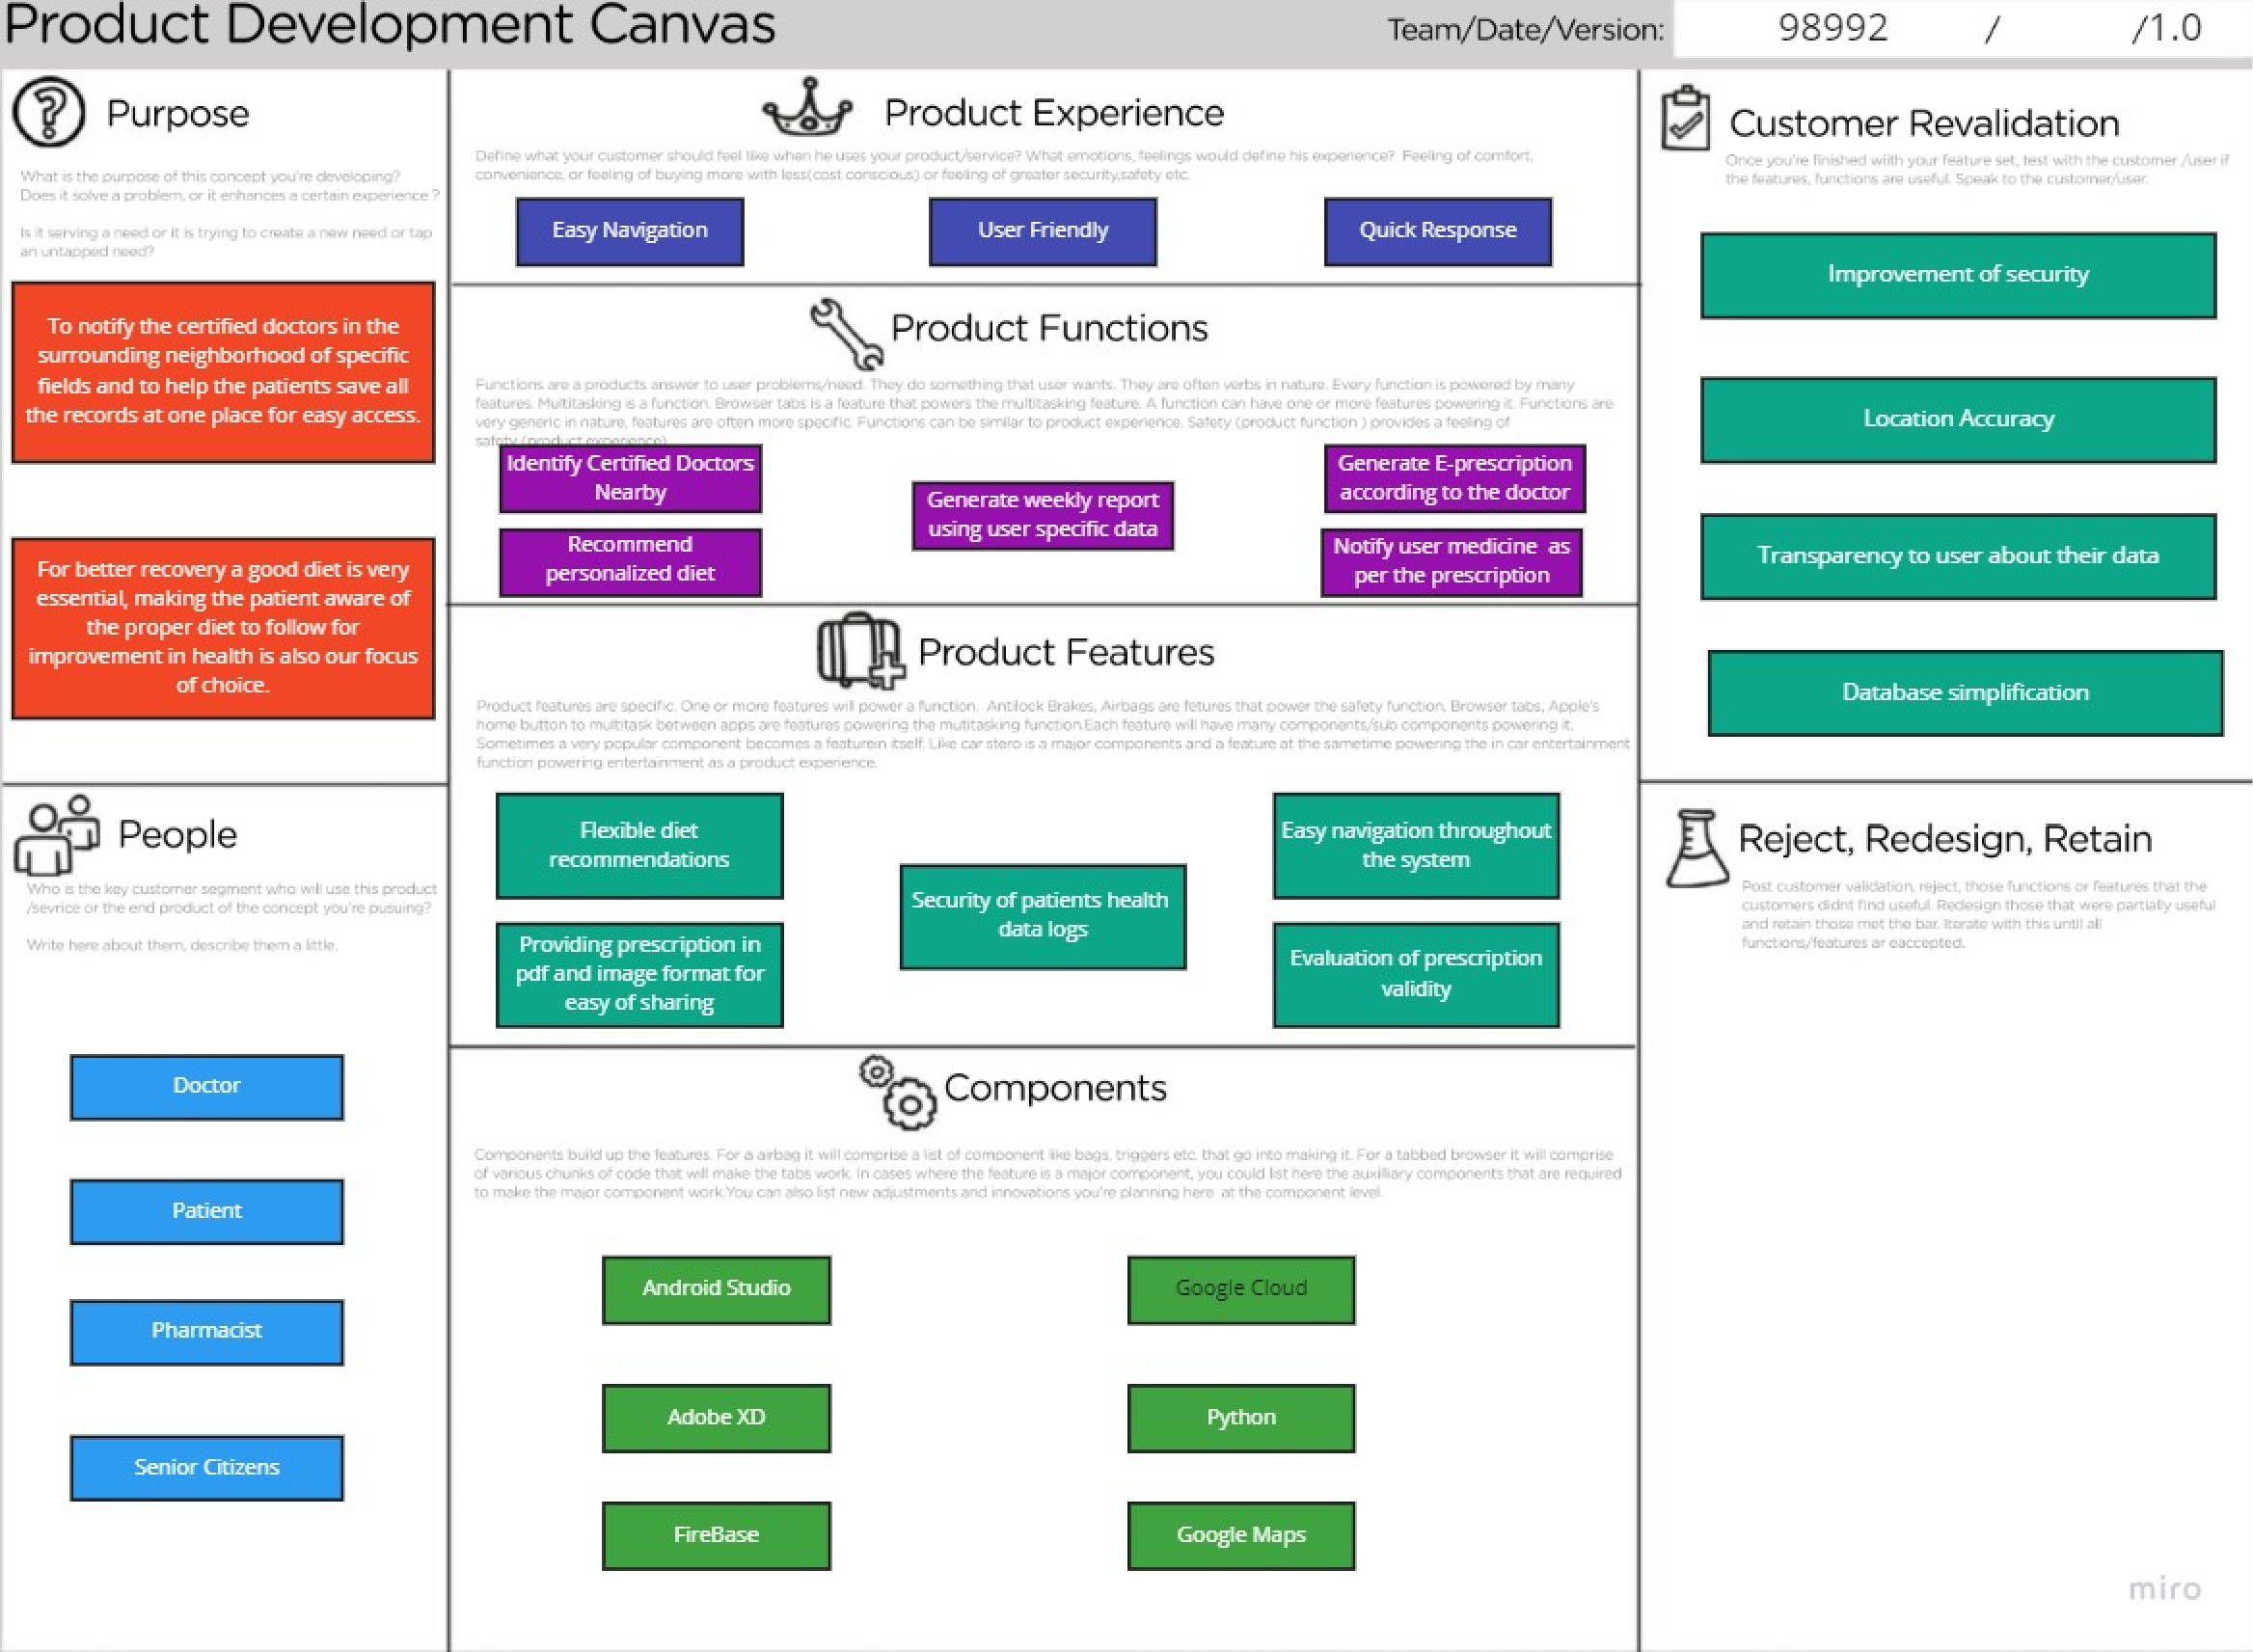 Product Development Canvas
Team/Date/Version:
98992 / /1.0
Purpose
What is the purpose of this concept you're developing?
Does it solve a problem, or it enhances a certain experience ?
Is it serving a need or it is trying to create a new need or tap
an untapped need?
To notify the certified doctors in the
surrounding neighborhood of specific
fields and to help the patients save all
the records at one place for easy access.
For better recovery a good diet is very
essential, making the patient aware of
the proper diet to follow for
improvement in health is also our focus
of choice.
People
Who is the key customer segment who will use this product
/sevrice or the end product of the concept you're pusuing?
Write here about them, describe them a little.
Doctor
Patient
Pharmacist
Senior Citizens
Product Experience
Define what your customer should feel like when he uses your product/service? What emotions, feelings would define his experience? Feeling of comfort,
convenience, or feeling of buying more with less(cost conscious) or feeling of greater security,safety etc.
Easy Navigation
User Friendly
Quick Response
Product Functions
Functions are a products answer to user problems/need. They do something that user wants. They are often verbs in nature. Every function is powered by many
features. Multitasking is a function. Browser tabs is a feature that powers the multitasking feature. A function can have one or more features powering it. Functions are
very generic in nature, features are often more specific. Functions can be similar to product experience. Safety (product function ) provides a feeling of
safety (product experience)
Identify Certified Doctors
Nearby
Recommend
personalized diet
Generate weekly report
using user specific data
Generate E-prescription
according to the doctor
Notify user medicine as
per the prescription
Product Features
Product features are specific. One or more features will power a function. Antilock Brakes, Airbags are fetures that power the safety function. Browser tabs, Apple's
home button to multitask between apps are features powering the mutitasking function.Each feature will have many components/sub components powering it.
Sometimes a very popular component becomes a featurein itself. Like car stero is a major components and a feature at the sametime powering the in car entertainment
function powering entertainment as a product experience.
Flexible diet
recommendations
Providing prescription in
pdf and image format for
easy of sharing
Security of patients health
data logs
Easy navigation throughout
the system
Evaluation of prescription
validity
Components
Components build up the features. For a airbag it will comprise a list of component like bags, triggers etc. that go into making it. For a tabbed browser it will comprise
of various chunks of code that will make the tabs work. In cases where the feature is a major component, you could list here the auxilliary components that are required
to make the major component work.You can also list new adjustments and innovations you're planning here at the component level.
Android Studio
Google Cloud
Adobe XD
Python
FireBase
Google Maps
Customer Revalidation
Once you're finished wiith your feature set, test with the customer /user if
the features, functions are useful. Speak to the customer/user.
Improvement of security
Location Accuracy
Transparency to user about their data
Database simplification
Reject, Redesign, Retain
Post customer validation, reject, those functions or features that the
customers didnt find useful. Redesign those that were partially useful
and retain those met the bar. Iterate with this until all
functions/features ar eaccepted.
miro